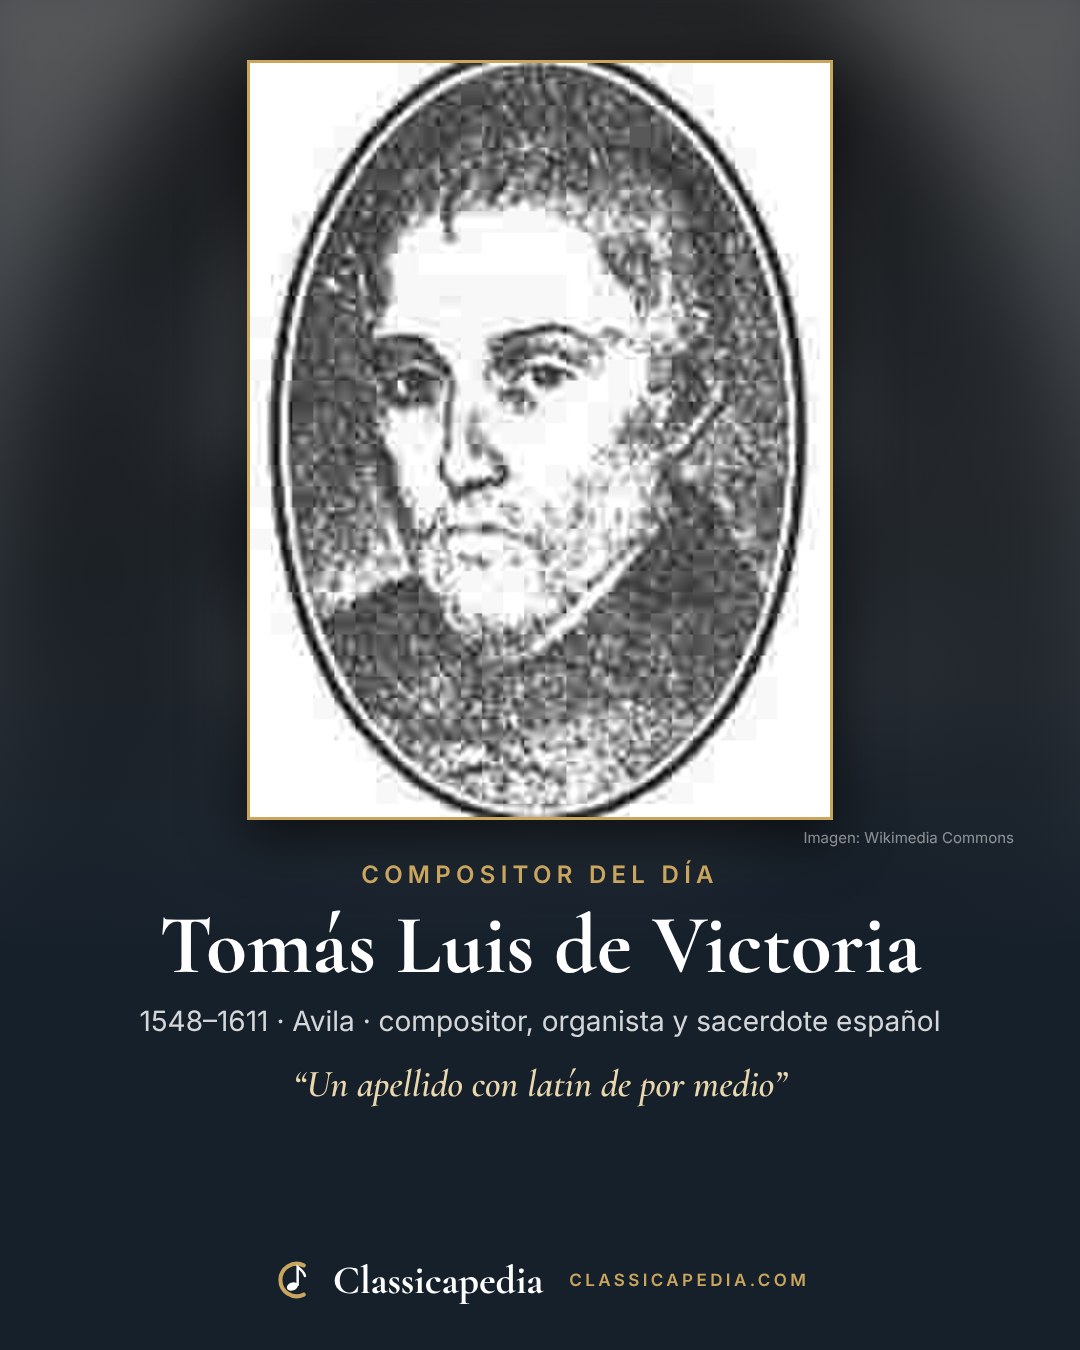 Imagen: Wikimedia Commons
COMPOSITOR DEL DÍA
Tomás Luis de Victoria
1548–1611 · Avila · compositor, organista y sacerdote español
“Un apellido con latín de por medio”
Classicapedia CLASSICAPEDIA.COM